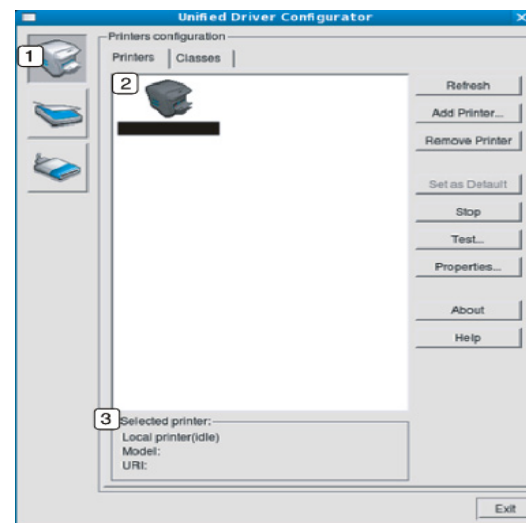 Unified Driver Configurator
1
Printers configuration
Printers
Classes
2
Refresh
Add Printer...
Remove Printer
Set as Default
Stop
Test...
Properties...
About
Help
3
Selected printer:
Local printer(idle)
Model:
URI:
Exit